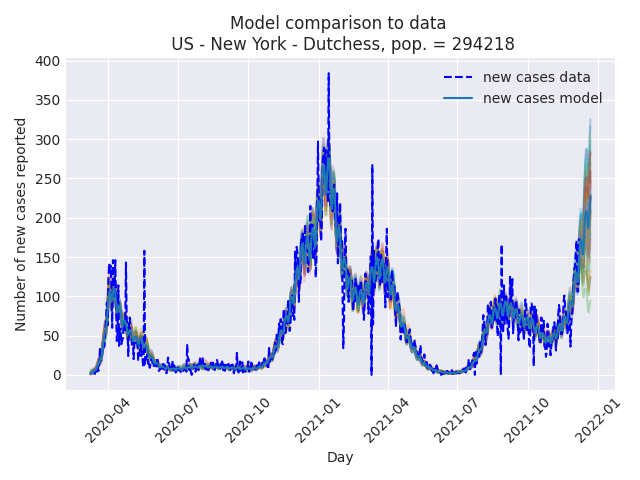 Model comparison to data
US - New York - Dutchess, pop. = 294218
Number of new cases reported
400
350
300
250
200
150
100
50
0
new cases data
new cases model
2020-04
2020-07
2020-10
2021-01
2021-04
2021-07
2021-10
2022-01
Day